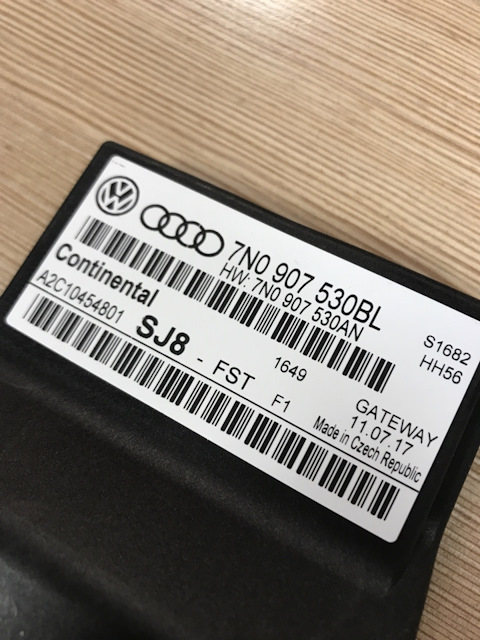 7N0 907 530BL
HW: 7N0 907 530AN
Continental
A2C10454801
S1682
HH56
SJ8 - FST
1649
F1
GATEWAY
11.07.17
Made in Czech Republic